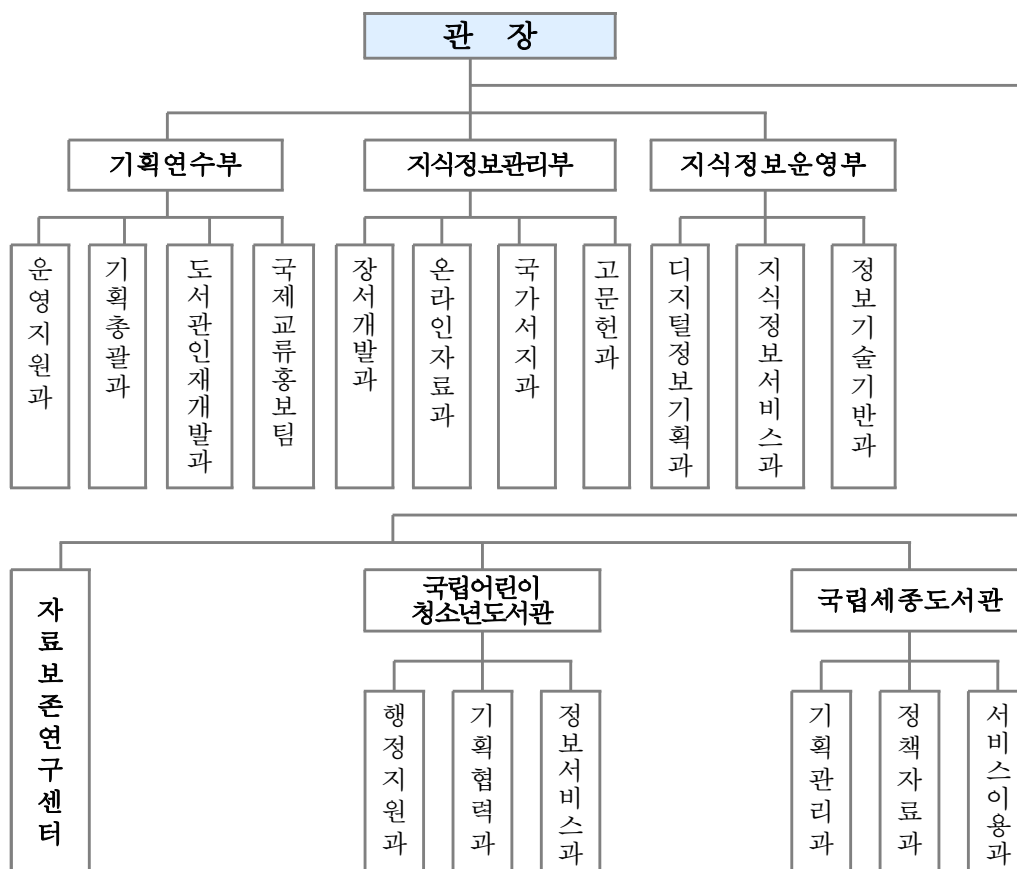 관 장
기획연수부
지식정보관리부
지식정보운영부
운영지원과
기획총괄과
도서관인재개발과
국제교류홍보팀
장서개발과
온라인자료과
국가서지과
고문헌과
디지털정보기획과
지식정보서비스과
정보기술기반과
자료보존연구센터
국립어린이
청소년도서관
국립세종도서관
행정지원과
기획협력과
정보서비스과
기획관리과
정책자료과
서비스이용과